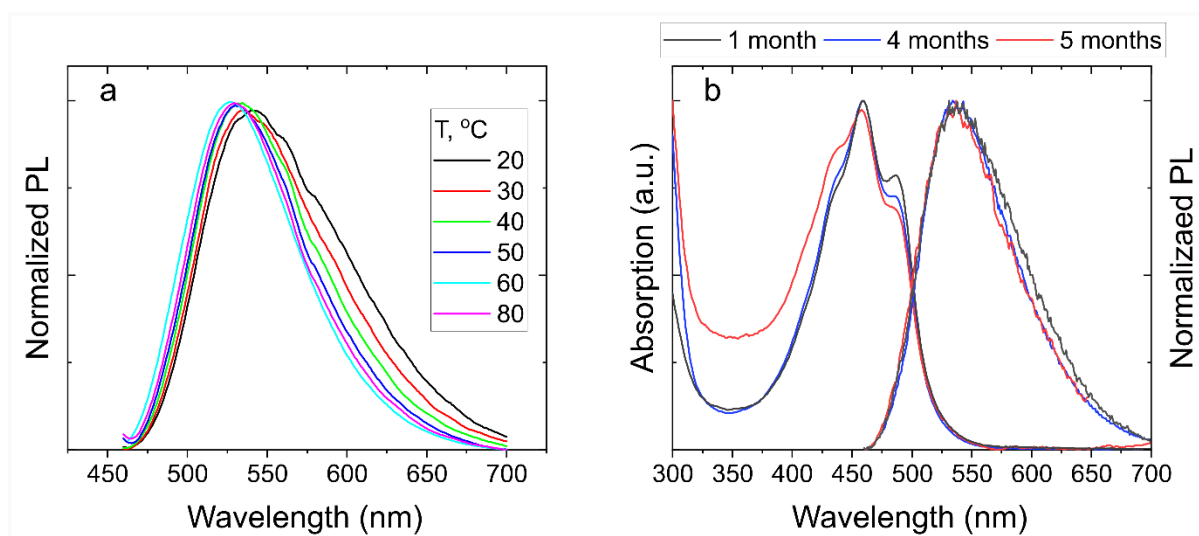 a
T, °C
20
30
40
50
60
80
Normalized PL
450 500 550 600 650 700
Wavelength (nm)
1 month 4 months 5 months
b
Absorption (a.u.)
Normalizaed PL
300 350 400 450 500 550 600 650 700
Wavelength (nm)